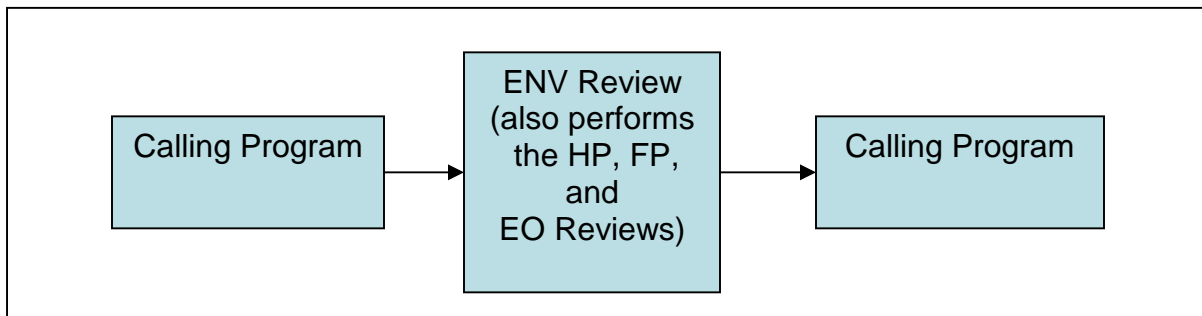 Calling Program
ENV Review
(also performs
the HP, FP,
and
EO Reviews)
Calling Program